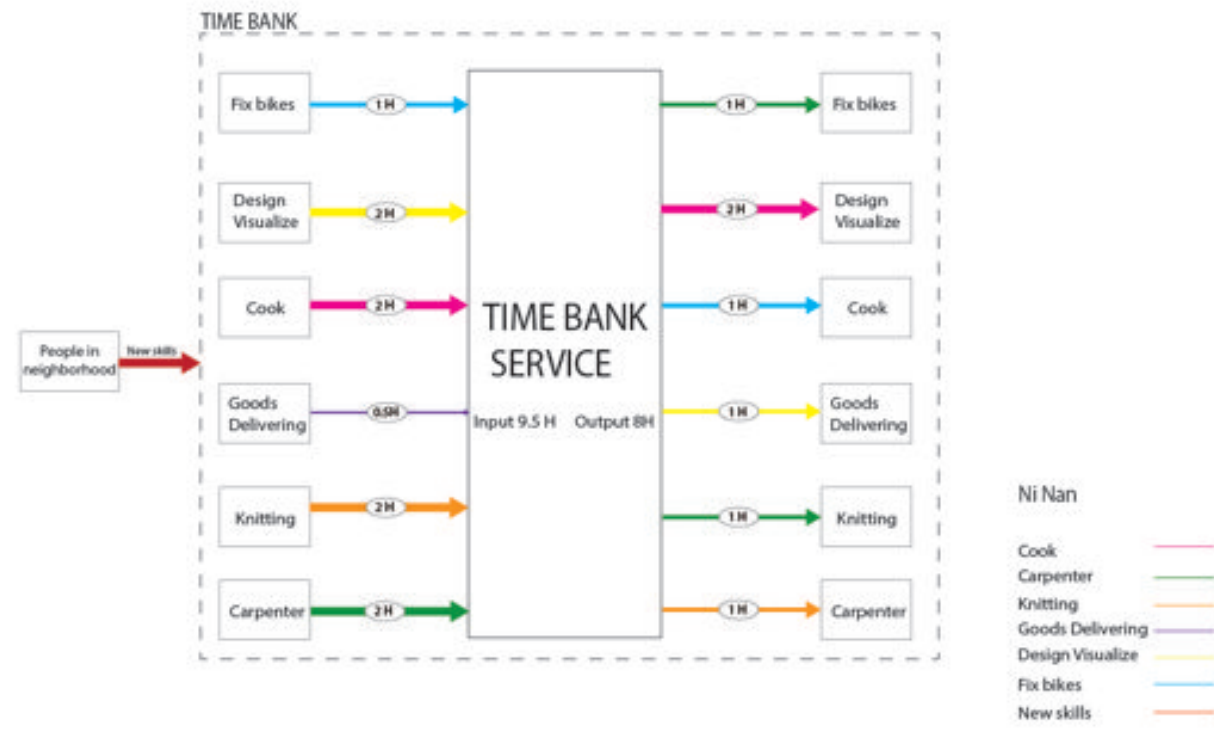 TIME BANK
Fix bikes
1 H
1 H
Fix bikes
Design
Visualize
2 H
2 H
Design
Visualize
Cook
2 H
1 H
Cook
TIME BANK
SERVICE
People in
neighborhood
New skills
Goods
Delivering
0.5H
Input 9.5 H
Output 8H
1 H
Goods
Delivering
Knitting
2 H
1 H
Knitting
Carpenter
2 H
1 H
Carpenter
Ni Nan
Cook
Carpenter
Knitting
Goods Delivering
Design Visualize
Fix bikes
New skills